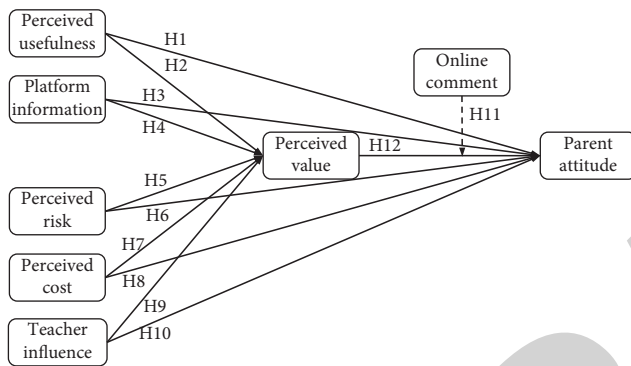 Perceived
usefulness
H1
H2
Platform
information
H3
H4
Online
comment
H11
Perceived
value
H12
Parent
attitude
Perceived
risk
H5
H6
Perceived
cost
H7
H8
Teacher
influence
H9
H10